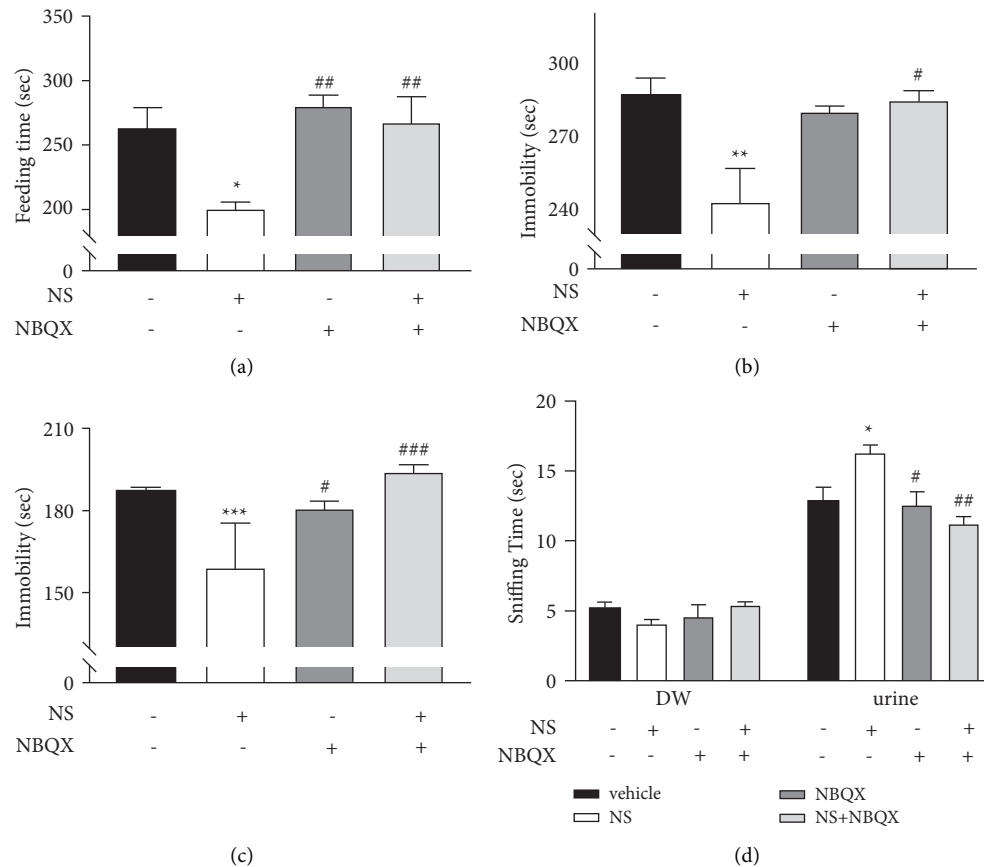 350
300
250
200
0
Feeding time (sec)
*
##
##
NS - + - +
NBQX - - + +
(a)
300
270
240
0
Immobility (sec)
**
#
NS - + - +
NBQX - - + +
(b)
210
180
150
0
Immobility (sec)
***
#
###
NS - + - +
NBQX - - + +
(c)
20
15
10
5
0
Sniffing Time (sec)
*
#
##
DW urine
NS - + - + - + - +
NBQX - - + + - - + +
vehicle NBQX
NS NS+NBQX
(d)